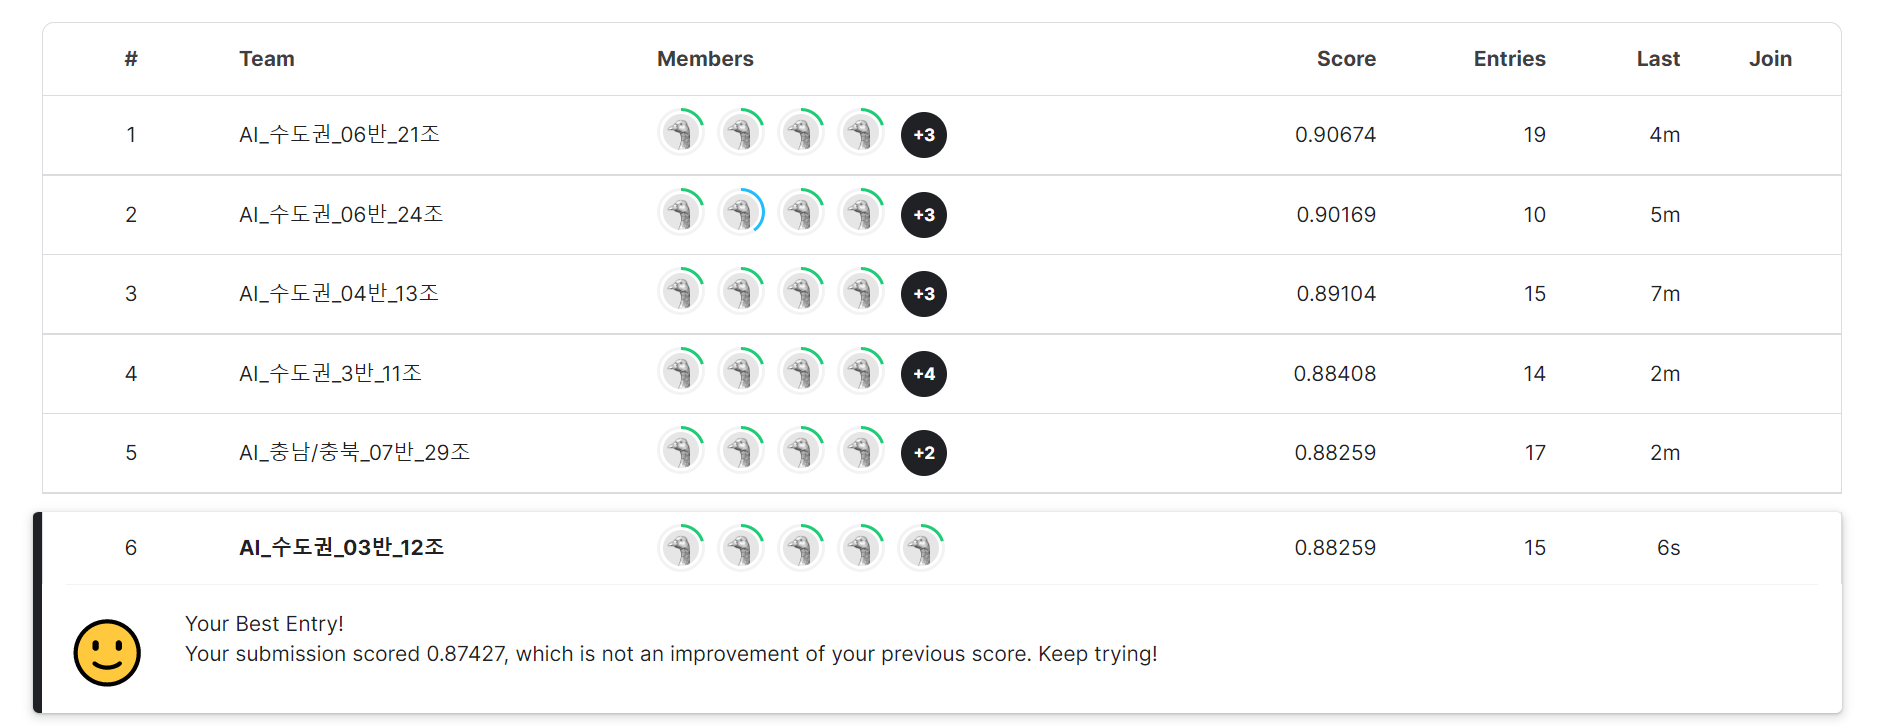 # Team Members Score Entries Last Join
1 AI_수도권_06반_21조 +3 0.90674 19 4m
2 AI_수도권_06반_24조 +3 0.90169 10 5m
3 AI_수도권_04반_13조 +3 0.89104 15 7m
4 AI_수도권_3반_11조 +4 0.88408 14 2m
5 AI_충남/충북_07반_29조 +2 0.88259 17 2m
6 AI_수도권_03반_12조 0.88259 15 6s
Your Best Entry!
Your submission scored 0.87427, which is not an improvement of your previous score. Keep trying!